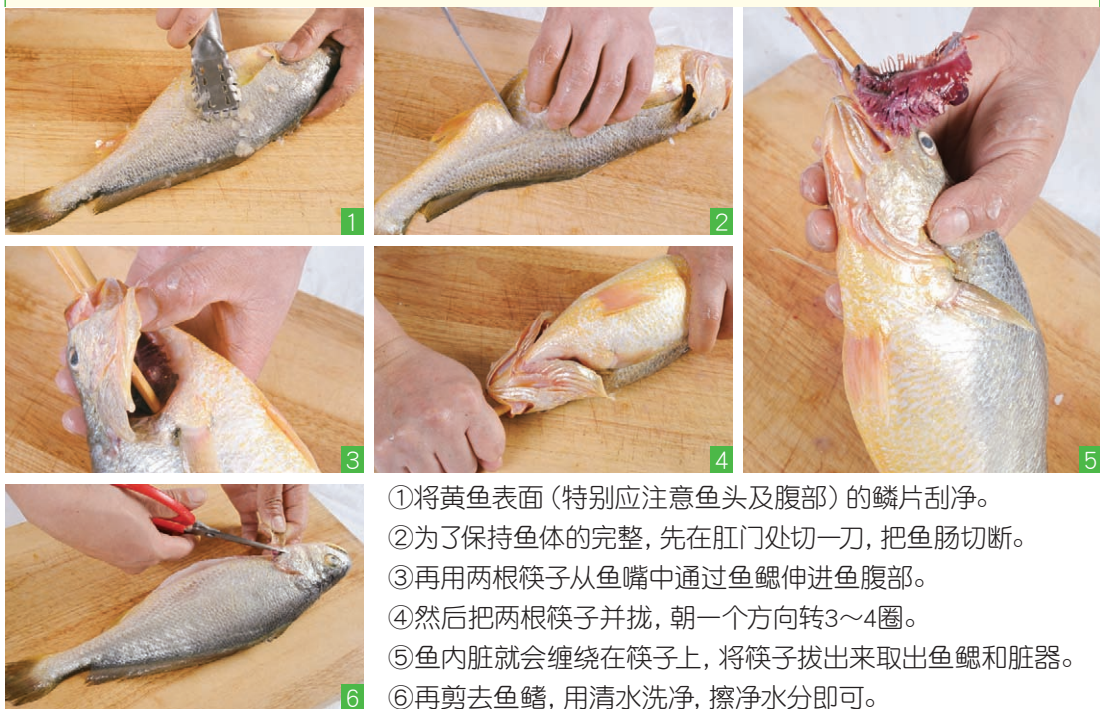 1
2
3
4
5
6
①将黄鱼表面(特别应注意鱼头及腹部)的鳞片刮净。
②为了保持鱼体的完整, 先在肛门处切一刀, 把鱼肠切断。
③再用两根筷子从鱼嘴中通过鱼鳃伸进鱼腹部。
④然后把两根筷子并拢, 朝一个方向转3～4圈。
⑤鱼内脏就会缠绕在筷子上, 将筷子拔出来取出鱼鳃和脏器。
⑥再剪去鱼鳍, 用清水洗净, 擦净水分即可。